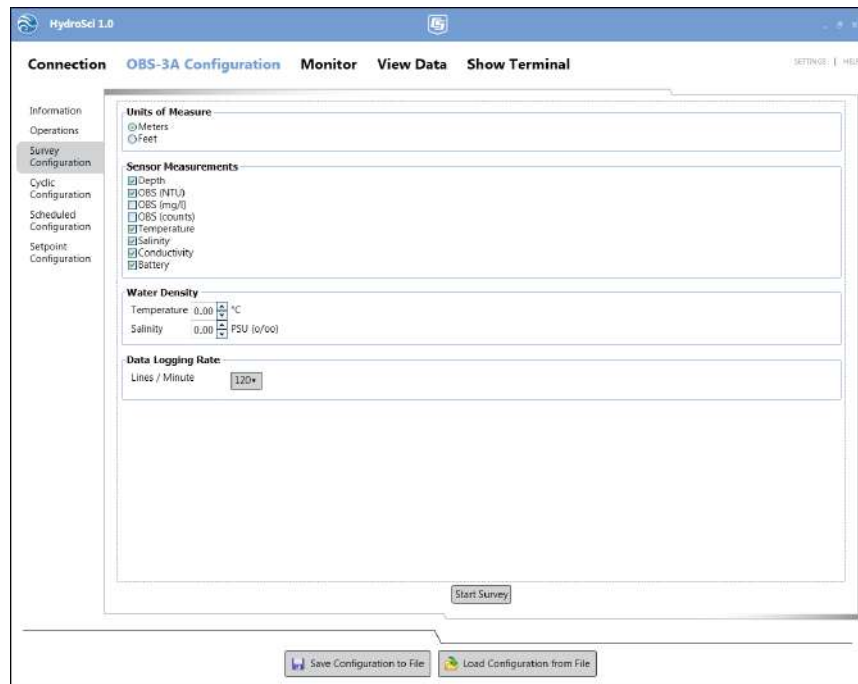 HydroSci 1.0
Connection OBS-3A Configuration Monitor View Data Show Terminal
SETTINGS | HELP
Information
Operations
Survey
Configuration
Cyclic
Configuration
Scheduled
Configuration
Setpoint
Configuration
Units of Measure
Meters
Feet
Sensor Measurements
Depth
OBS (NTU)
OBS (mg/l)
OBS (counts)
Temperature
Salinity
Conductivity
Battery
Water Density
Temperature 0.00 °C
Salinity 0.00 PSU (o/oo)
Data Logging Rate
Lines / Minute 120
Start Survey
Save Configuration to File Load Configuration from File